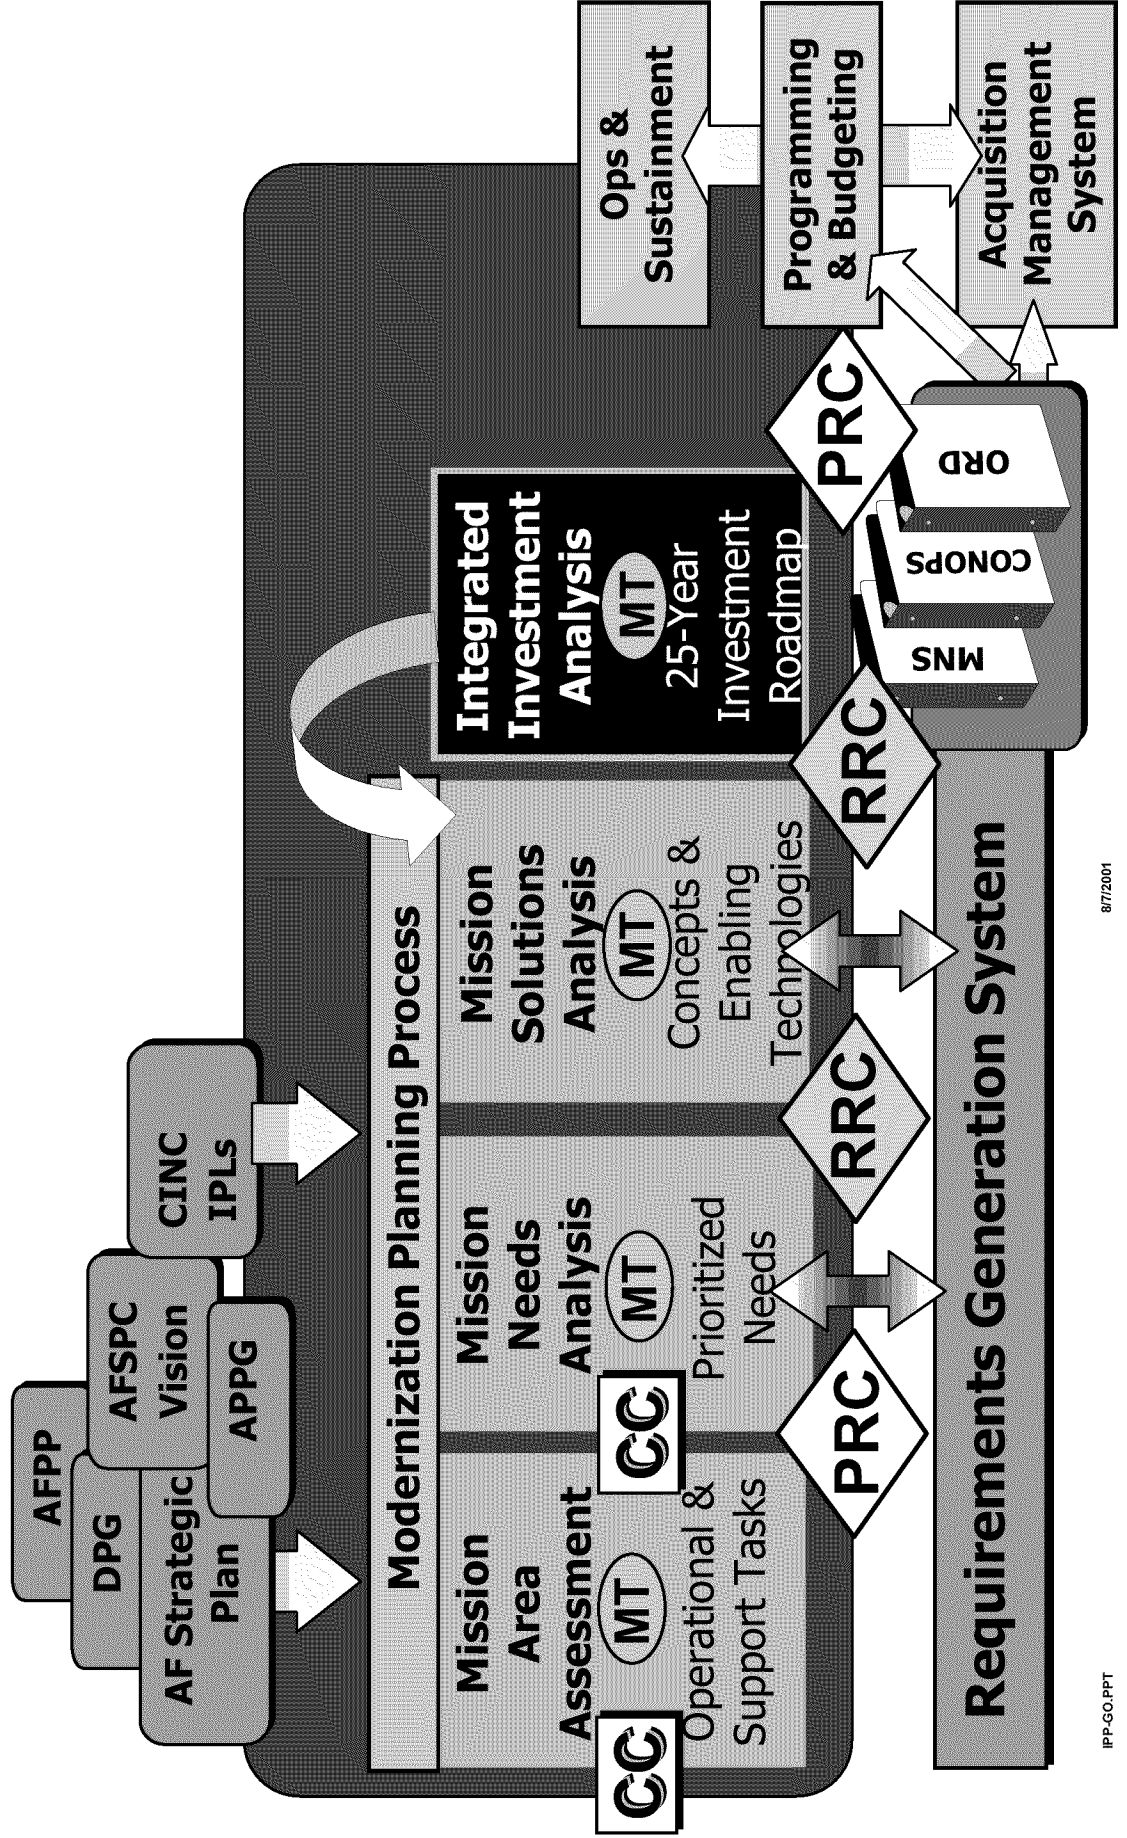 AFPP
DPG
AF Strategic
Plan
AFSPC
Vision
APPG
CINC
IPLs
Modernization Planning Process
Mission
Area
Assessment
MT
Operational &
Support Tasks
CC
CC
Mission
Needs
Analysis
MT
Prioritized
Needs
Mission
Solutions
Analysis
MT
Concepts &
Enabling
Technologies
Integrated
Investment
Analysis
MT
25-Year
Investment
Roadmap
PRC
RRC
RRC
PRC
MNS
CONOPS
ORD
Ops &
Sustainment
Programming
& Budgeting
Acquisition
Management
System
Requirements Generation System
IPP-GO.PPT
8/7/2001